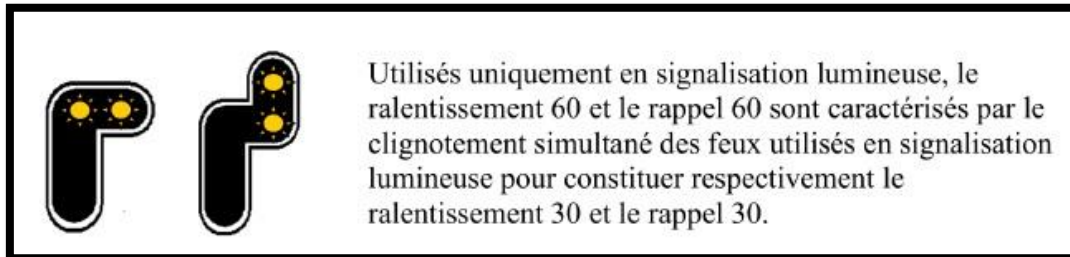 Utilisés uniquement en signalisation lumineuse, le
ralentissement 60 et le rappel 60 sont caractérisés par le
clignotement simultané des feux utilisés en signalisation
lumineuse pour constituer respectivement le
ralentissement 30 et le rappel 30.